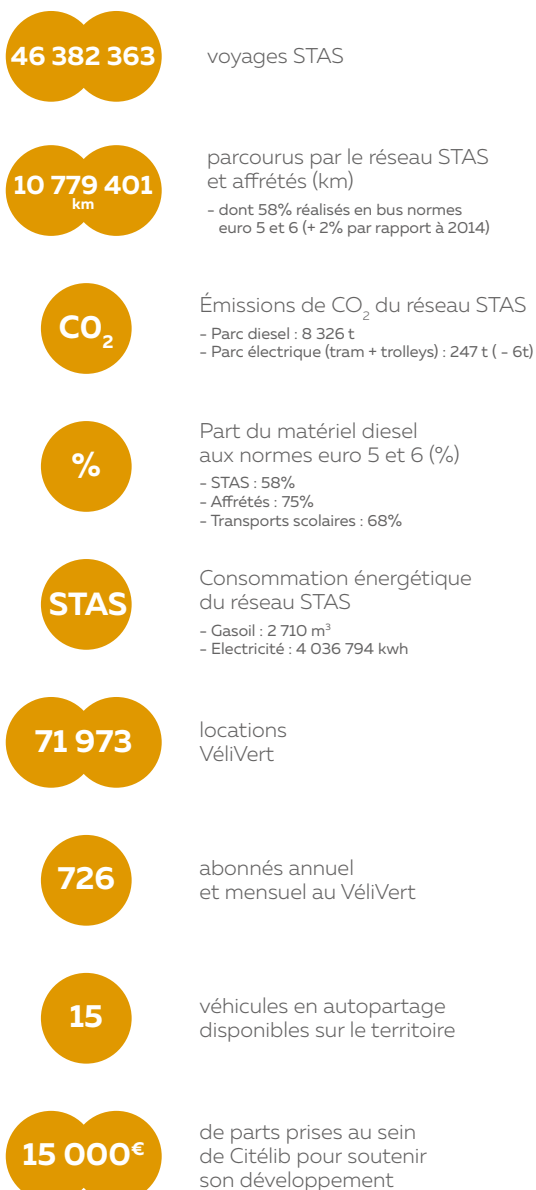 46 382 363
voyages STAS
10 779 401
km
parcourus par le réseau STAS
et affrétés (km)
- dont 58% réalisés en bus normes
euro 5 et 6 (+ 2% par rapport à 2014)
CO₂
Émissions de CO₂ du réseau STAS
- Parc diesel : 8 326 t
- Parc électrique (tram + trolleys) : 247 t ( - 6t)
%
Part du matériel diesel
aux normes euro 5 et 6 (%)
- STAS : 58%
- Affrétés : 75%
- Transports scolaires : 68%
STAS
Consommation énergétique
du réseau STAS
- Gasoil : 2 710 m³
- Electricité : 4 036 794 kwh
71 973
locations
VéliVert
726
abonnés annuel
et mensuel au VéliVert
15
véhicules en autopartage
disponibles sur le territoire
15 000€
de parts prises au sein
de Citélib pour soutenir
son développement